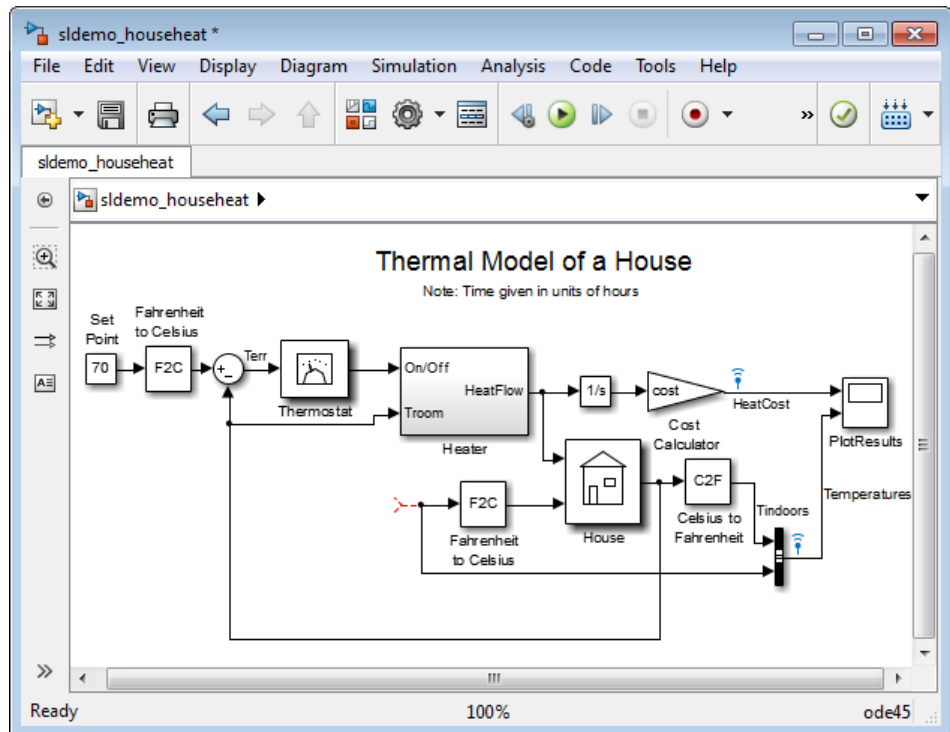 sldemo_househeat *
File Edit View Display Diagram Simulation Analysis Code Tools Help
»
sldemo_househeat
sldemo_househeat
Thermal Model of a House
Note: Time given in units of hours
Set
Point
Fahrenheit
to Celsius
70
F2C
+
-
Terr
Thermostat
On/Off
HeatFlow
Troom
Heater
1/s
cost
Cost
Calculator
HeatCost
PlotResults
F2C
Fahrenheit
to Celsius
House
C2F
Celsius to
Fahrenheit
Tindoors
Temperatures
A
»
Ready 100% ode45